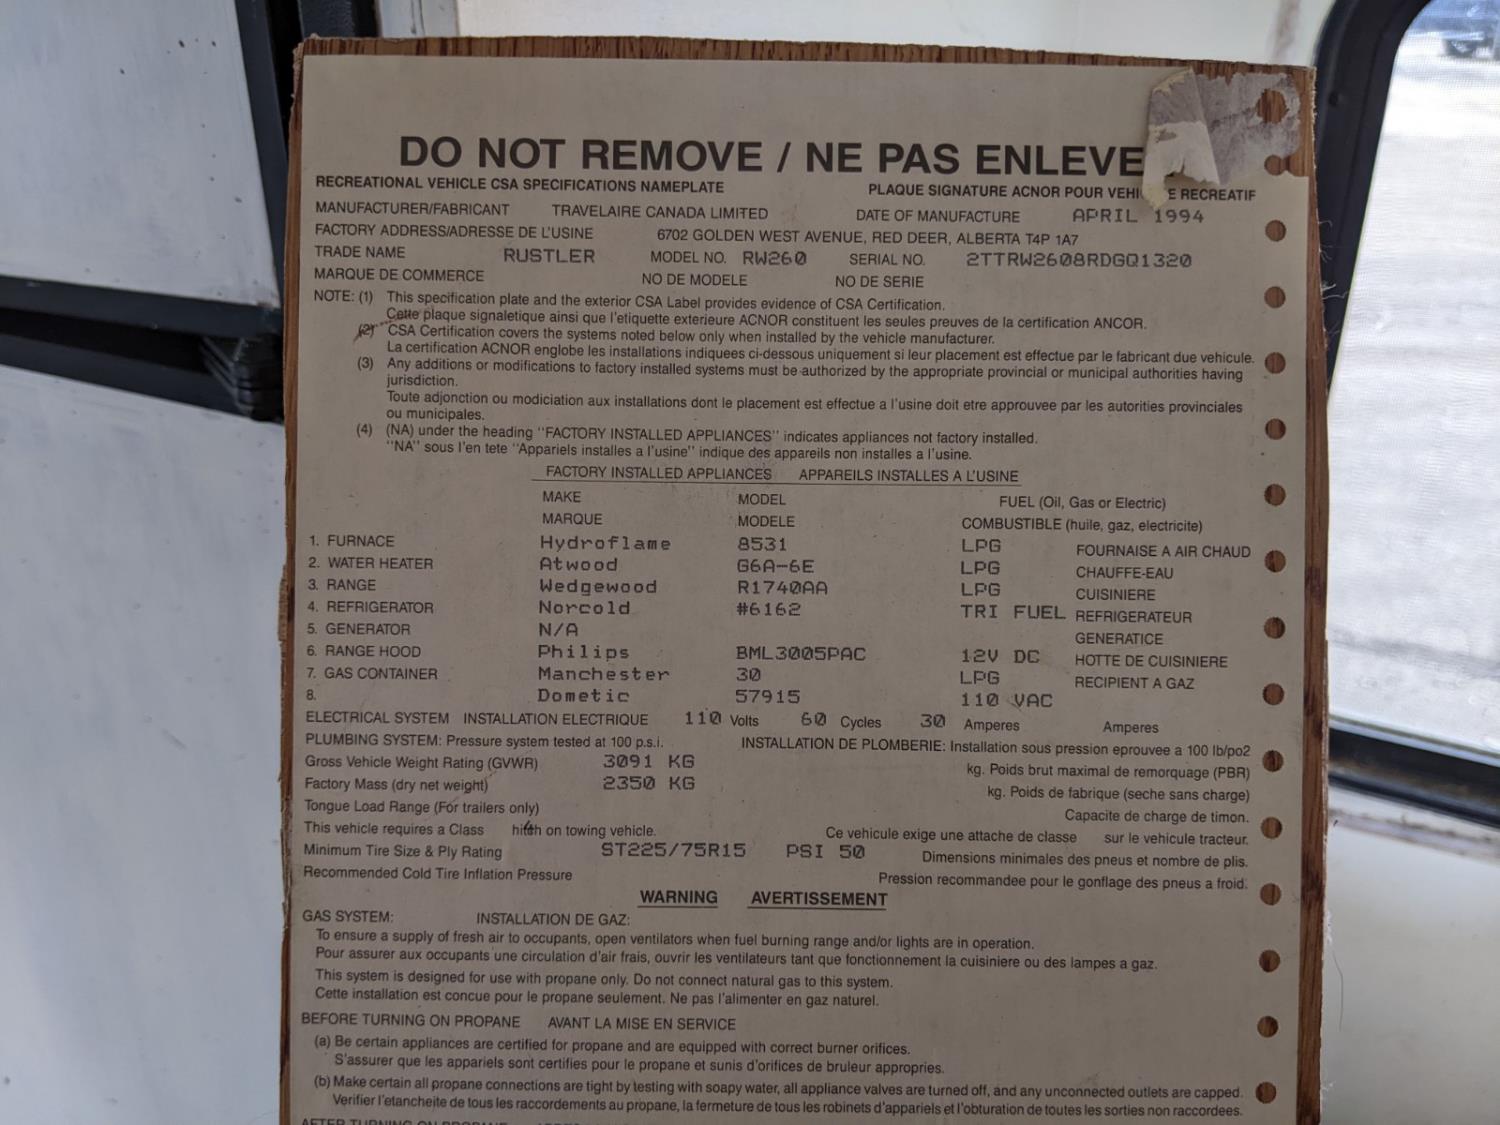 DO NOT REMOVE / NE PAS ENLEVE
RECREATIONAL VEHICLE CSA SPECIFICATIONS NAMEPLATE PLAQUE SIGNATURE ACNOR POUR VEHI E RECREATIF
MANUFACTURER/FABRICANT TRAVELAIRE CANADA LIMITED DATE OF MANUFACTURE APRIL 1994
FACTORY ADDRESS/ADRESSE DE L'USINE 6702 GOLDEN WEST AVENUE, RED DEER, ALBERTA T4P 1A7
TRADE NAME RUSTLER MODEL NO. RW260 SERIAL NO. 2TTRW2608RDGQ1320
MARQUE DE COMMERCE NO DE MODELE NO DE SERIE
NOTE: (1) This specification plate and the exterior CSA Label provides evidence of CSA Certification.
Cette plaque signaletique ainsi que l'etiquette exterieure ACNOR constituent les seules preuves de la certification ANCOR.
(2) CSA Certification covers the systems noted below only when installed by the vehicle manufacturer.
La certification ACNOR englobe les installations indiquees ci-dessous uniquement si leur placement est effectue par le fabricant due vehicule.
(3) Any additions or modifications to factory installed systems must be authorized by the appropriate provincial or municipal authorities having
jurisdiction.
Toute adjonction ou modiciation aux installations dont le placement est effectue a l'usine doit etre approuvee par les autorities provinciales
ou municipales.
(4) (NA) under the heading "FACTORY INSTALLED APPLIANCES" indicates appliances not factory installed.
"NA" sous l'en tete "Appariels installes a l'usine" indique des appareils non installes a l'usine.
FACTORY INSTALLED APPLIANCES APPAREILS INSTALES A L'USINE
MAKE MODEL FUEL (Oil, Gas or Electric)
MARQUE MODELE COMBUSTIBLE (huile, gaz, electricite)
1. FURNACE Hydroflame 8531 LPG FOURNAISE A AIR CHAUD
2. WATER HEATER Atwood G6A-6E LPG CHAUFFE-EAU
3. RANGE Wedgewood R1740AA LPG CUISINIERE
4. REFRIGERATOR Norcold #6162 TRI FUEL REFRIGERATEUR
5. GENERATOR N/A GENERATICE
6. RANGE HOOD Philips BML3005PAC 12V DC HOTTE DE CUISINIERE
7. GAS CONTAINER Manchester 30 LPG RECIPIENT A GAZ
8. Dometic 57915 110 VAC
ELECTRICAL SYSTEM INSTALLATION ELECTRIQUE 110 Volts 60 Cycles 30 Amperes Amperes
PLUMBING SYSTEM: Pressure system tested at 100 p.s.i. INSTALLATION DE PLOMBERIE: Installation sous pression eprouvee a 100 lb/po2
Gross Vehicle Weight Rating (GVWR) 3091 KG kg. Poids brut maximal de remorquage (PBR)
Factory Mass (dry net weight) 2350 KG kg. Poids de fabrique (seche sans charge)
Tongue Load Range (For trailers only) Capacite de charge de timon.
This vehicle requires a Class hitch on towing vehicle. Ce vehicule exige une attache de classe sur le vehicule tracteur.
Minimum Tire Size & Ply Rating ST225/75R15 PSI 50 Dimensions minimales des pneus et nombre de plis.
Recommended Cold Tire Inflation Pressure Pression recommandee pour le gonflage des pneus a froid.
WARNING AVERTISSEMENT
GAS SYSTEM: INSTALLATION DE GAZ:
To ensure a supply of fresh air to occupants, open ventilators when fuel burning range and/or lights are in operation.
Pour assurer aux occupants une circulation d'air frais, ouvrir les ventilateurs tant que fonctionnement la cuisiniere ou des lampes a gaz.
This system is designed for use with propane only. Do not connect natural gas to this system.
Cette installation est concue pour le propane seulement. Ne pas l'alimenter en gaz naturel.
BEFORE TURNING ON PROPANE AVANT LA MISE EN SERVICE
(a) Be certain appliances are certified for propane and are equipped with correct burner orifices.
S'assurer que les appariels sont certifies pour le propane et sunis d'orifices de bruleur appropries.
(b) Make certain all propane connections are tight by testing with soapy water, all appliance valves are turned off, and any unconnected outlets are capped.
Verifier l'etancheite de tous les raccordements au propane, la fermeture de tous les robinets d'appariels et l'obturation de toutes les sorties non raccordees.
AFTER TURNING ON PROPANE